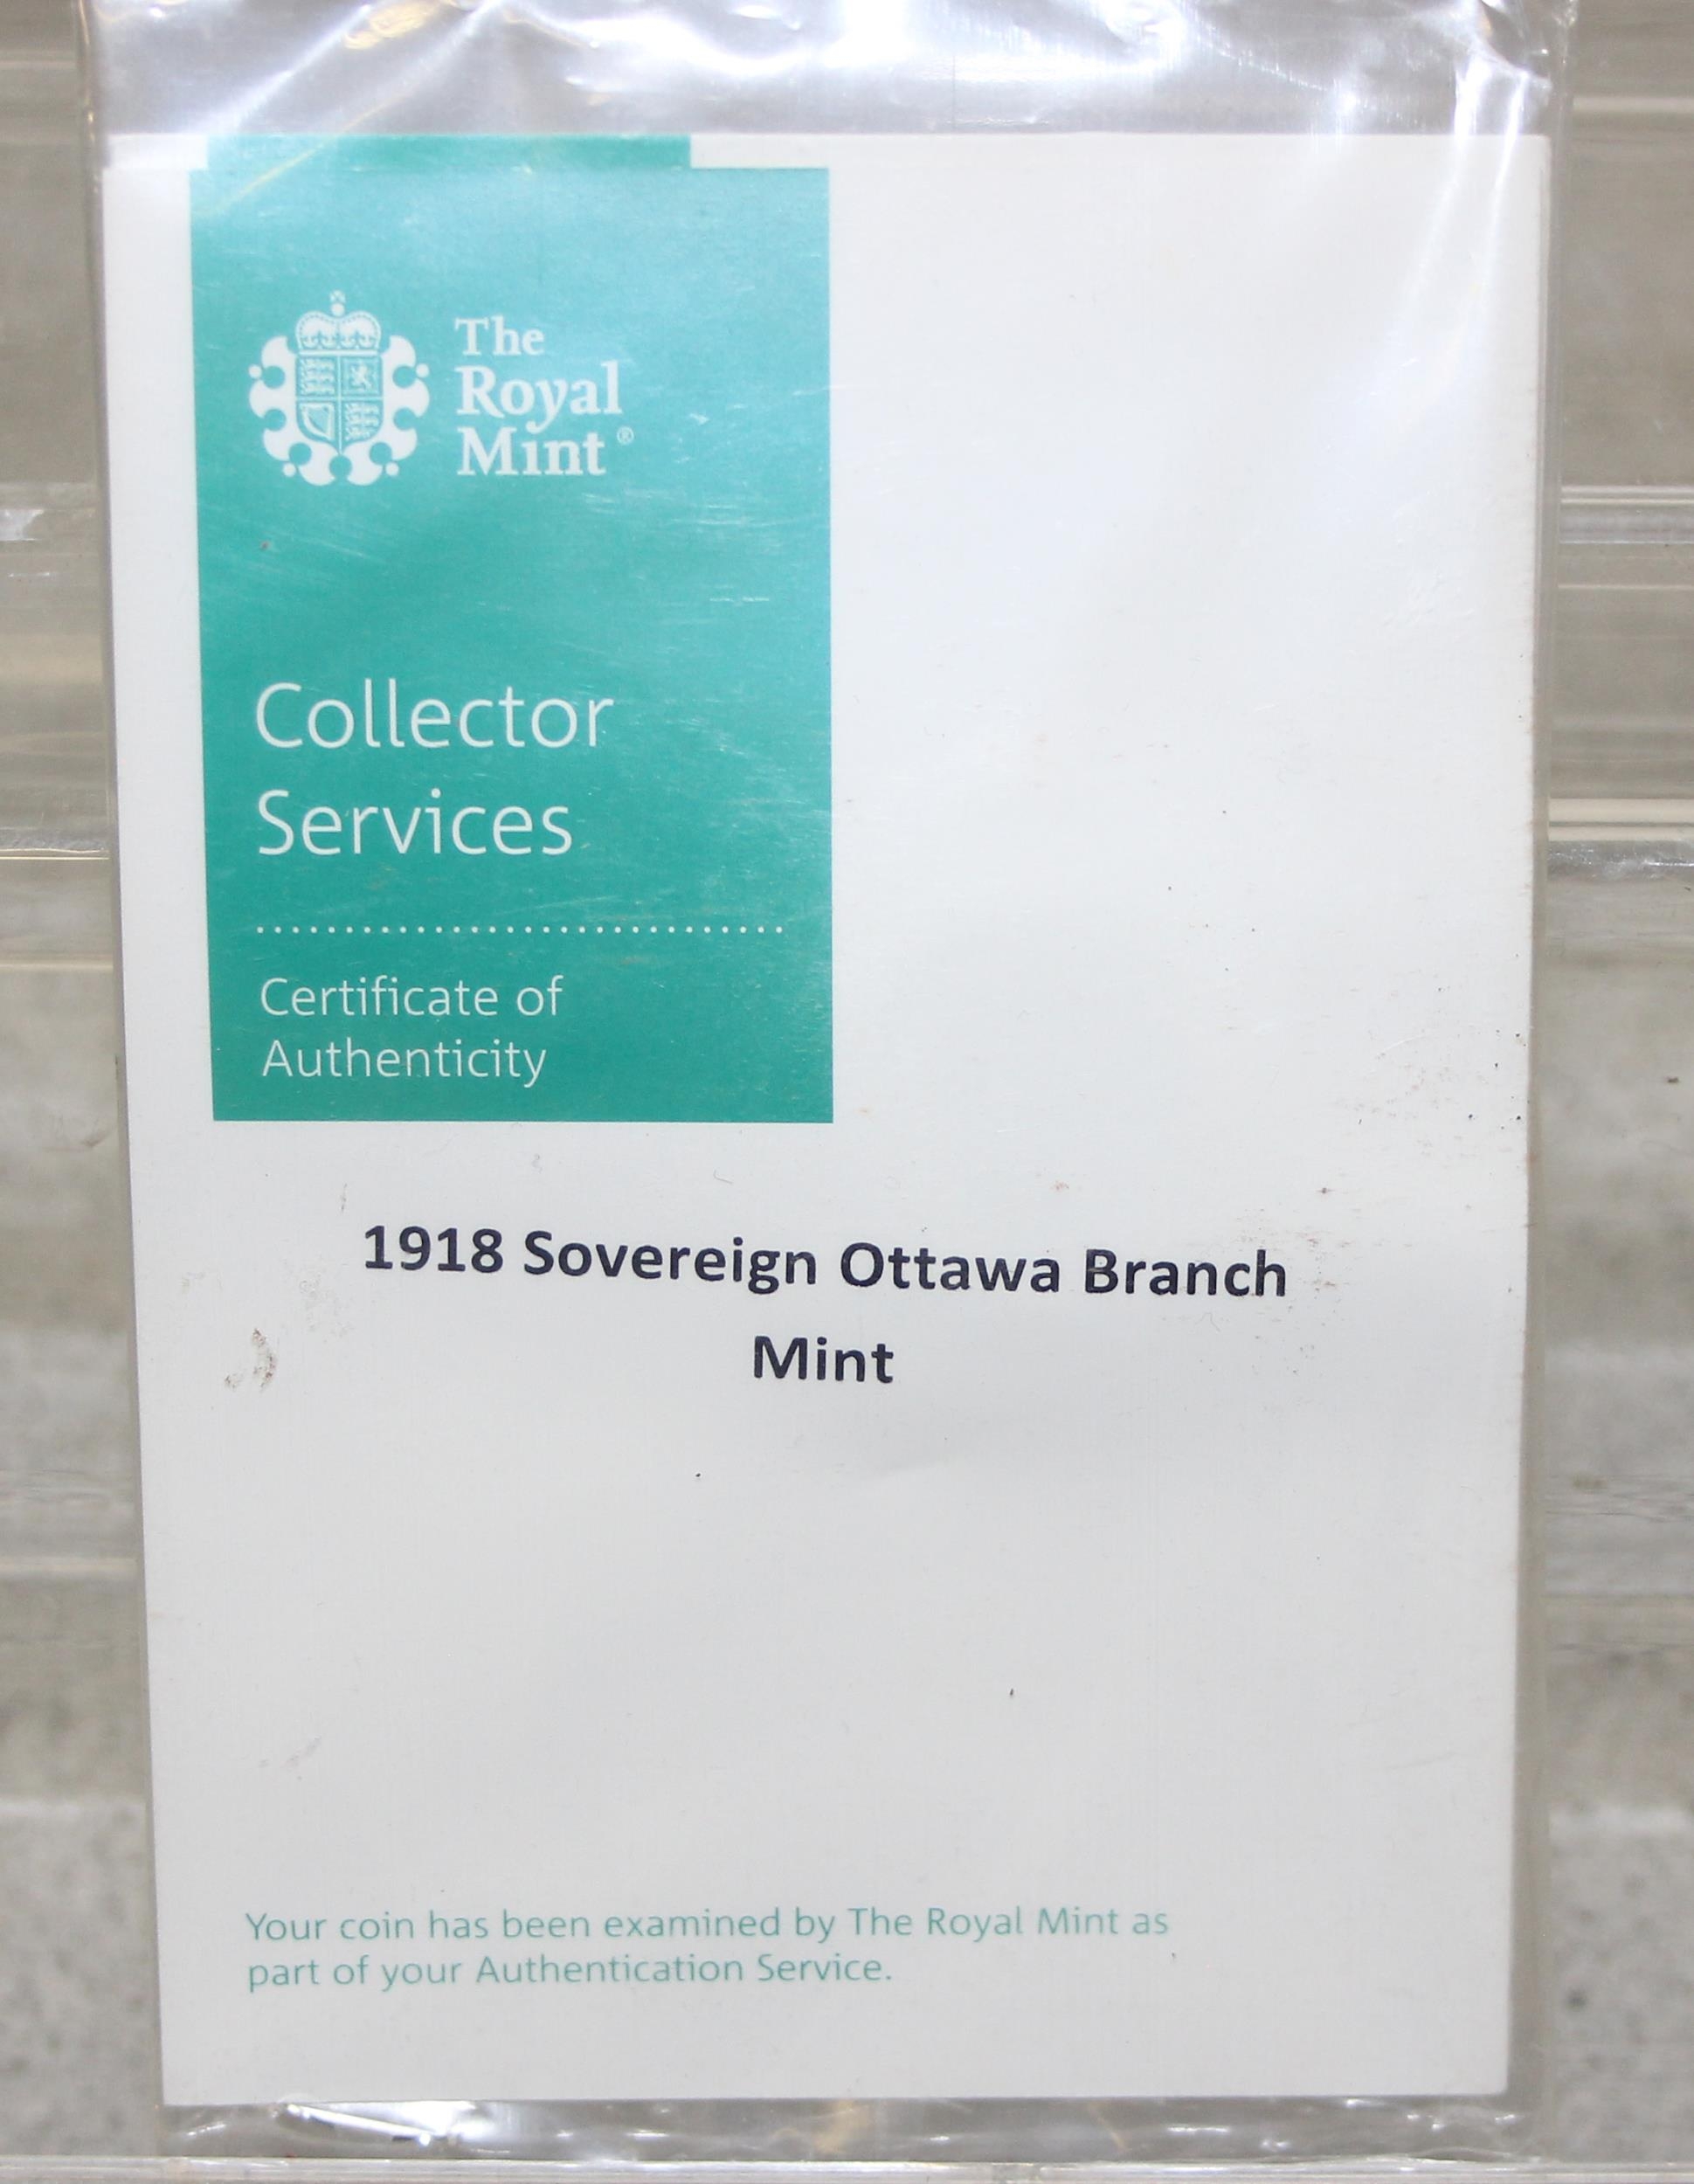 The
Royal
Mint®
Collector
Services
Certificate of
Authenticity
1918 Sovereign Ottawa Branch
Mint
Your coin has been examined by The Royal Mint as
part of your Authentication Service.